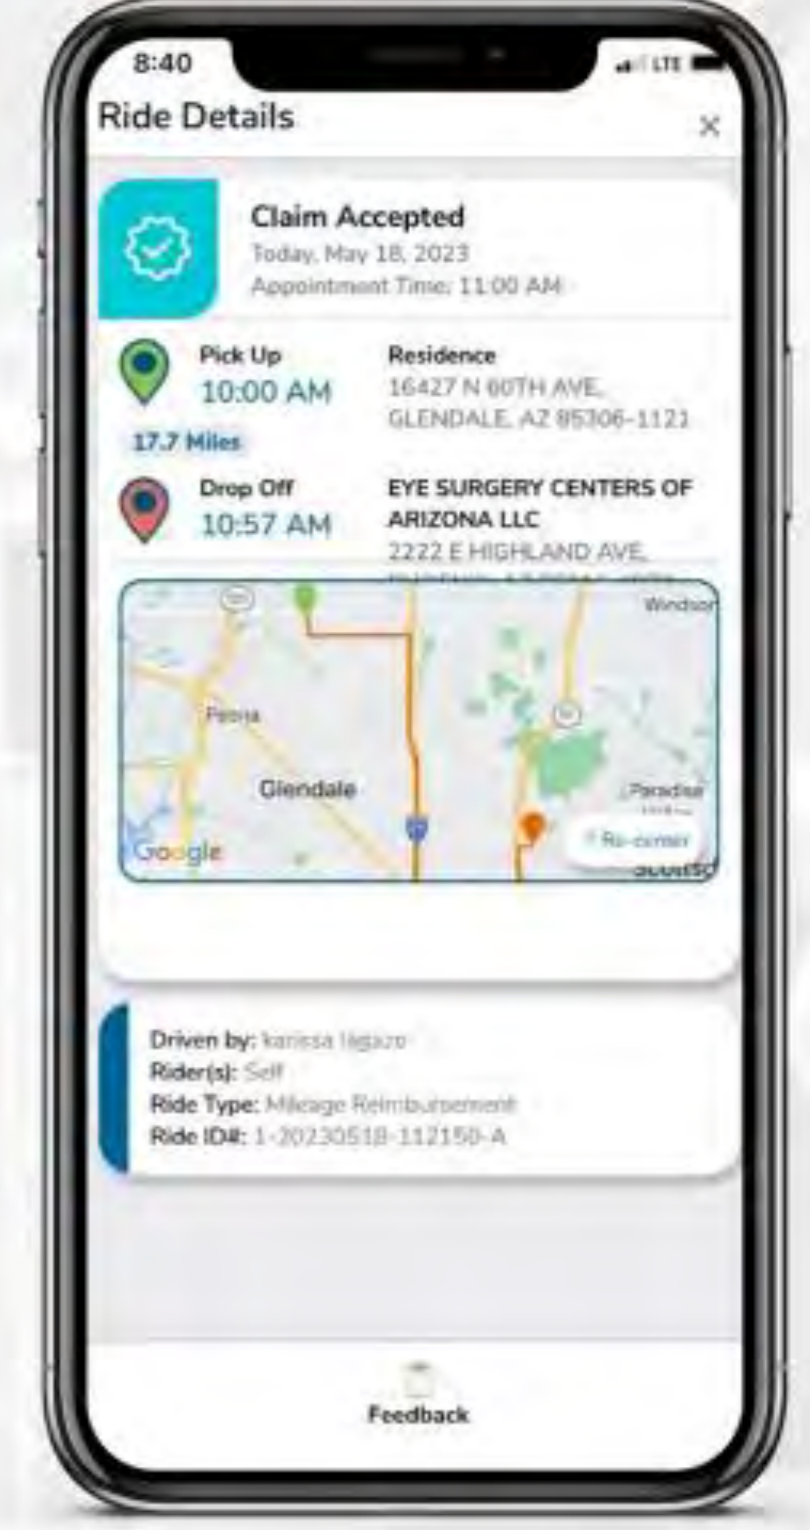 8:40
LTE
Ride Details
Claim Accepted
Today, May 18, 2023
Appointment Time: 11:00 AM
Pick Up
10:00 AM
Residence
16427 N 60TH AVE,
GLENDALE, AZ 85306-1121
17.7 Miles
Drop Off
10:57 AM
EYE SURGERY CENTERS OF
ARIZONA LLC
2222 E HIGHLAND AVE,
Windsor
Peoria
Glendale
Paradise
Re-center
Google
Driven by: karissa
Rider(s): Self
Ride Type: Mileage Reimbursement
Ride ID#: 1-20230518-112150-A
Feedback